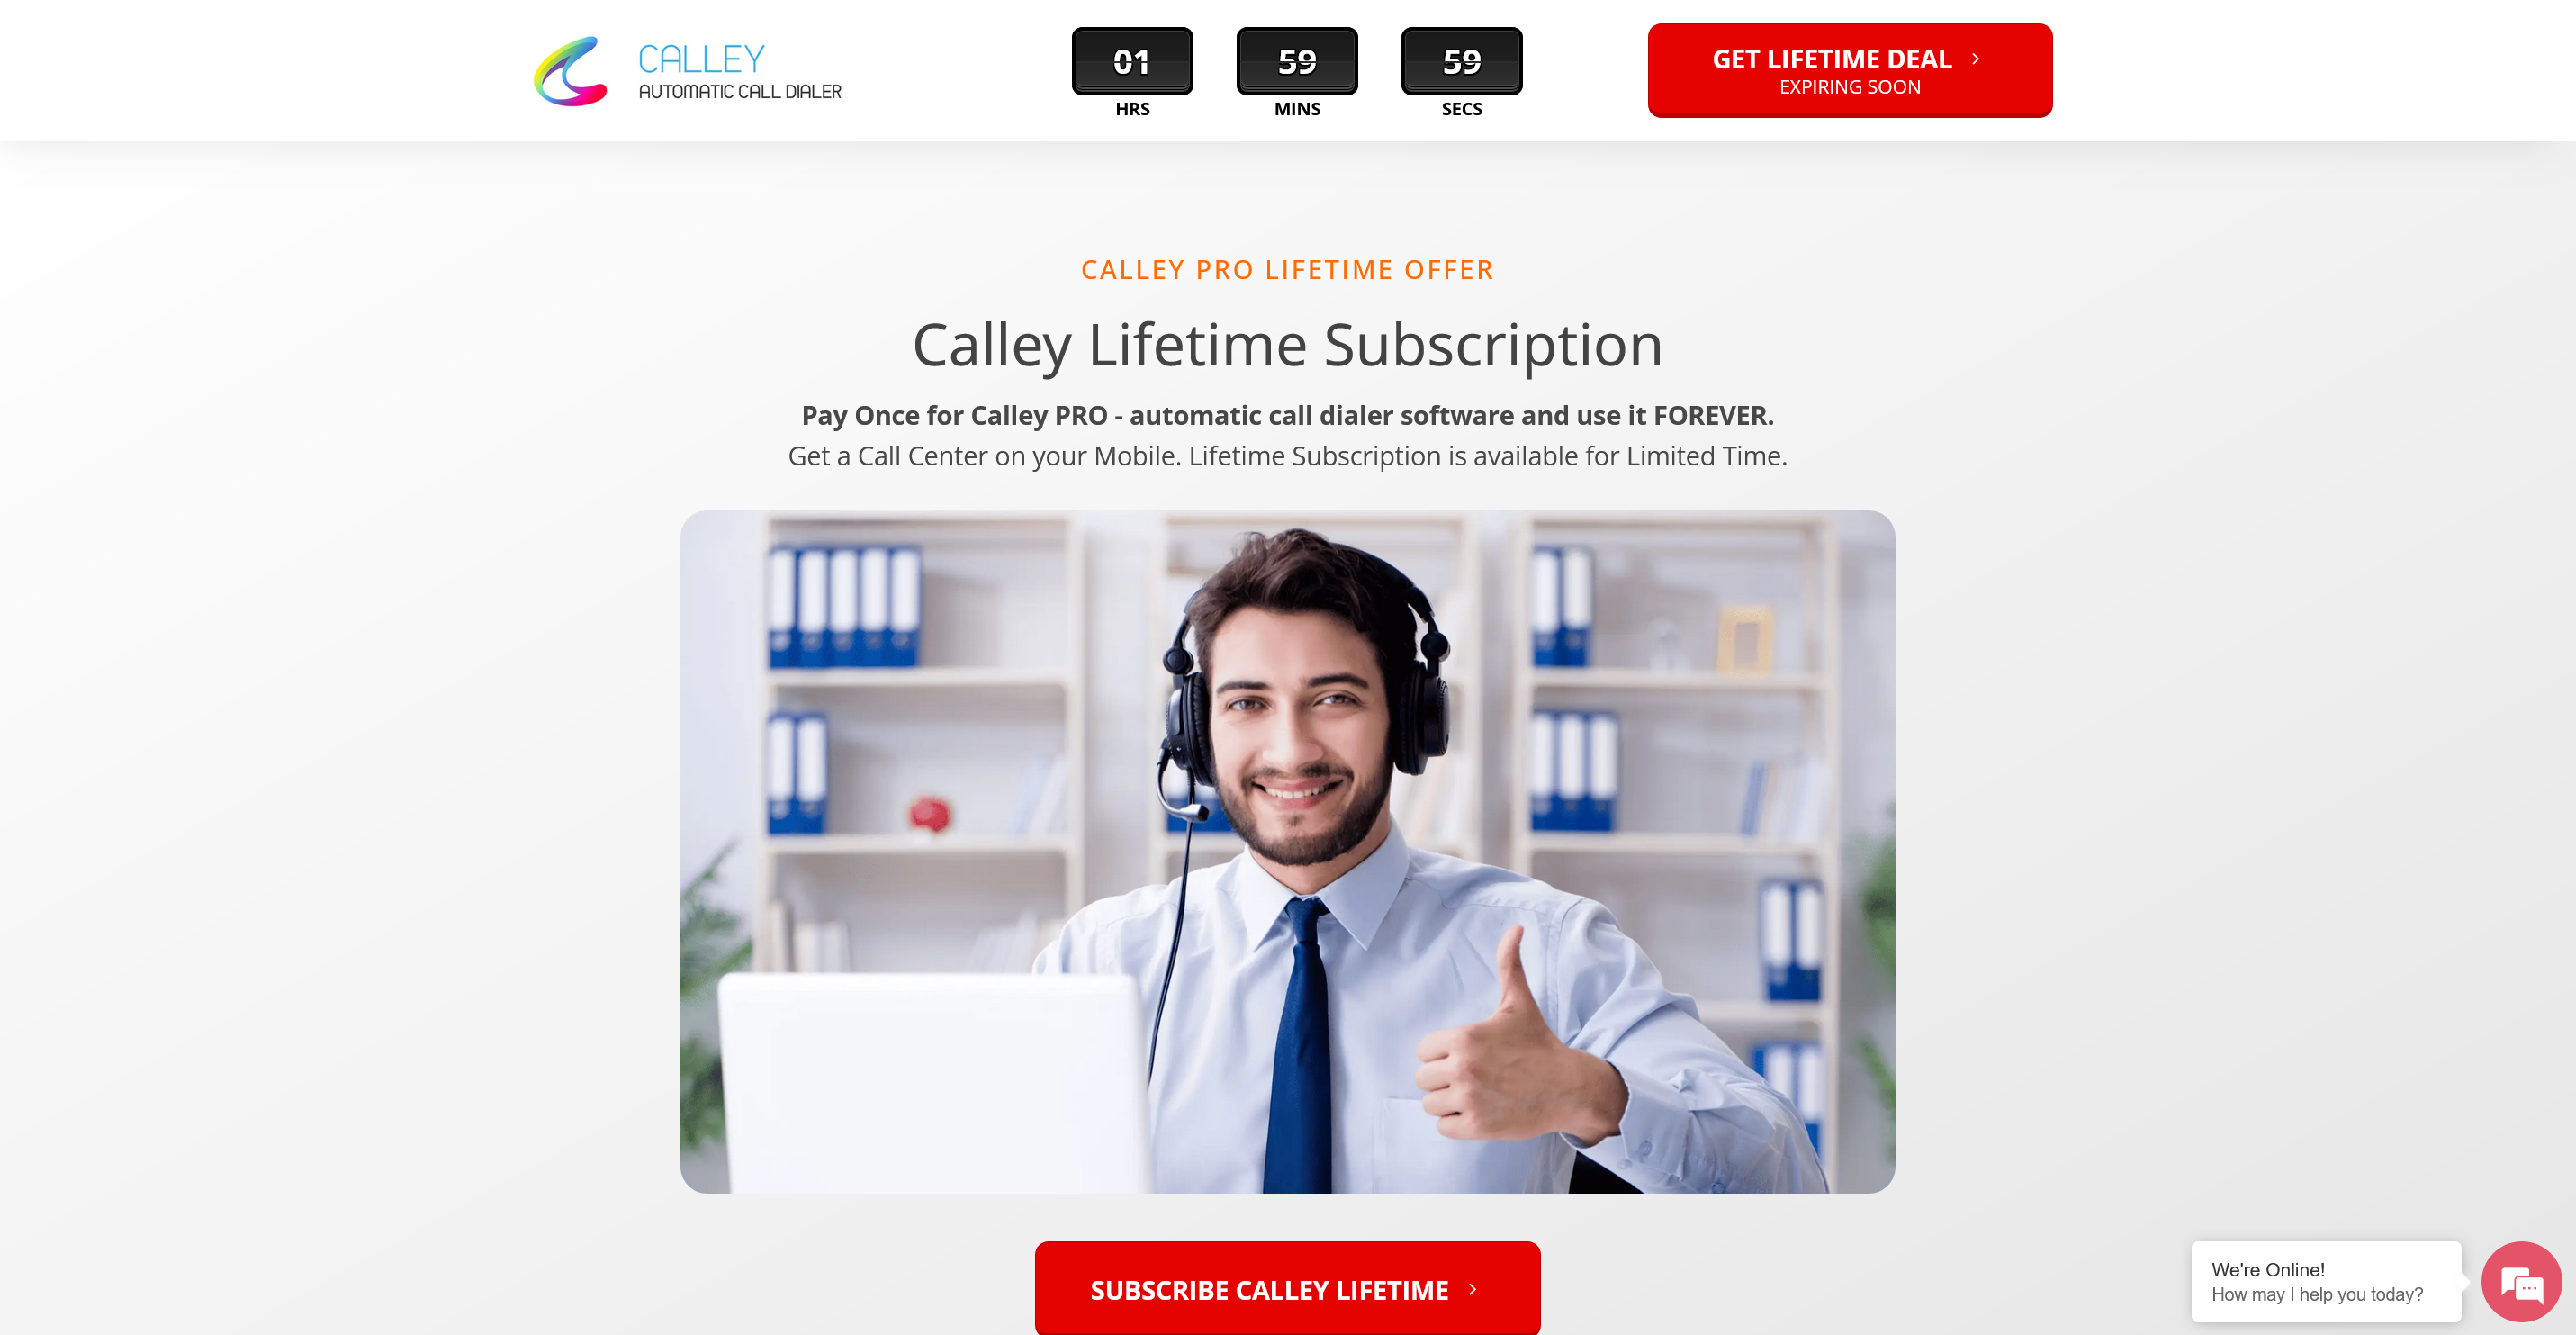 CALLEY
AUTOMATIC CALL DIALER
01
HRS
59
MINS
59
SECS
GET LIFETIME DEAL
EXPIRING SOON
CALLEY PRO LIFETIME OFFER
Calley Lifetime Subscription
Pay Once for Calley PRO - automatic call dialer software and use it FOREVER.
Get a Call Center on your Mobile. Lifetime Subscription is available for Limited Time.
SUBSCRIBE CALLEY LIFETIME
We're Online!
How may I help you today?